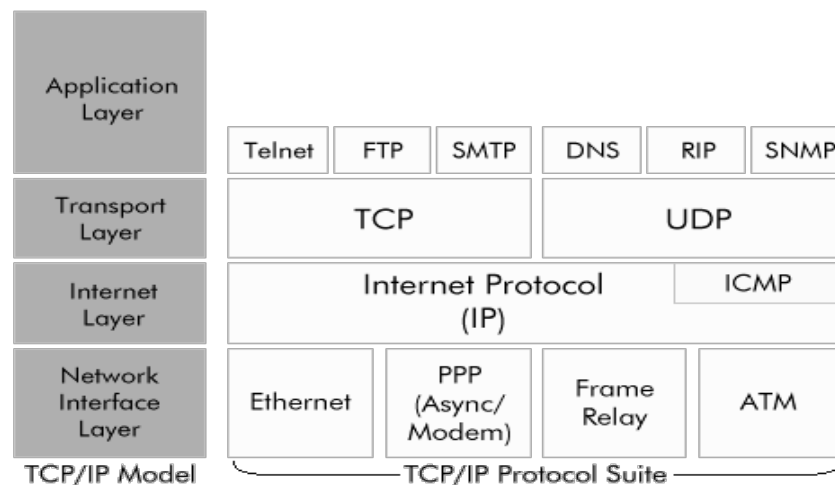 Application
Layer
Telnet
FTP
SMTP
DNS
RIP
SNMP
Transport
Layer
TCP
UDP
Internet
Layer
Internet Protocol
(IP)
ICMP
Network
Interface
Layer
Ethernet
PPP
(Async/
Modem)
Frame
Relay
ATM
TCP/IP Model
TCP/IP Protocol Suite